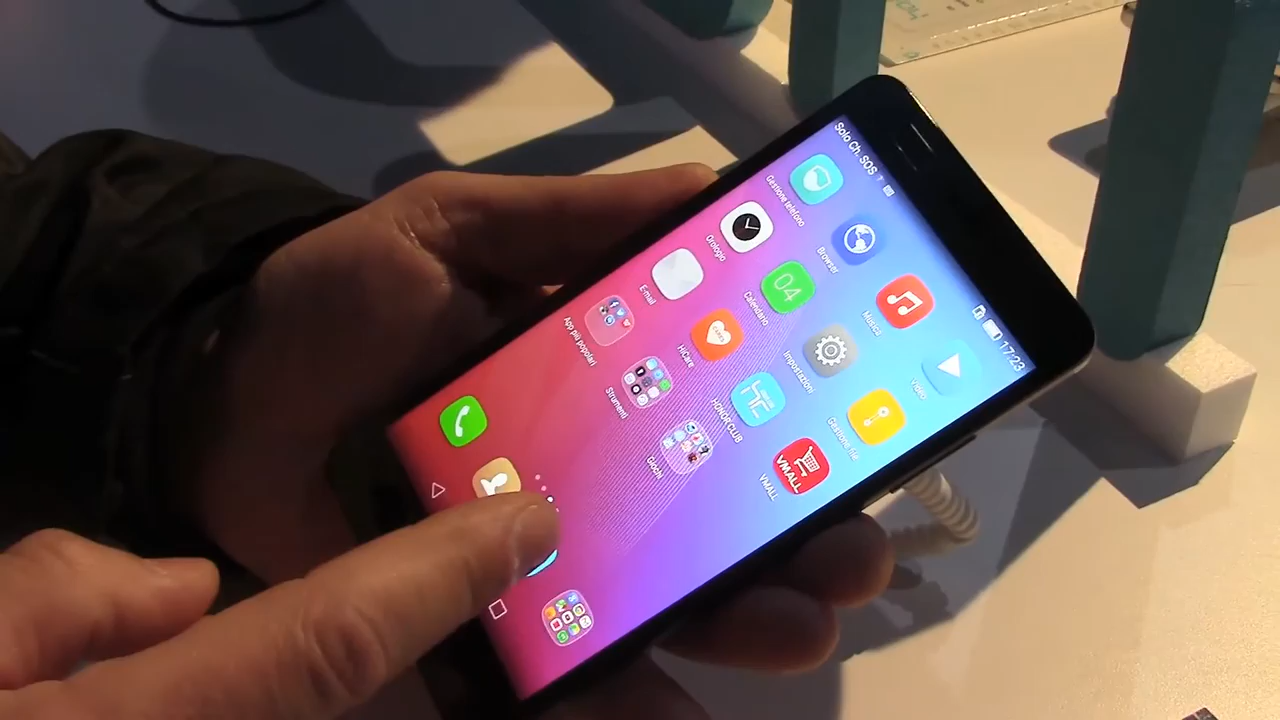 Solo Ch. SOS
17:23
Gestione telefono
Browser
Musica
Video
Orologio
04
Calendario
Impostazioni
Gestione file
E-mail
HiCare
HONOR CLUB
VMALL
VMALL
App più popolari
Strumenti
Giochi